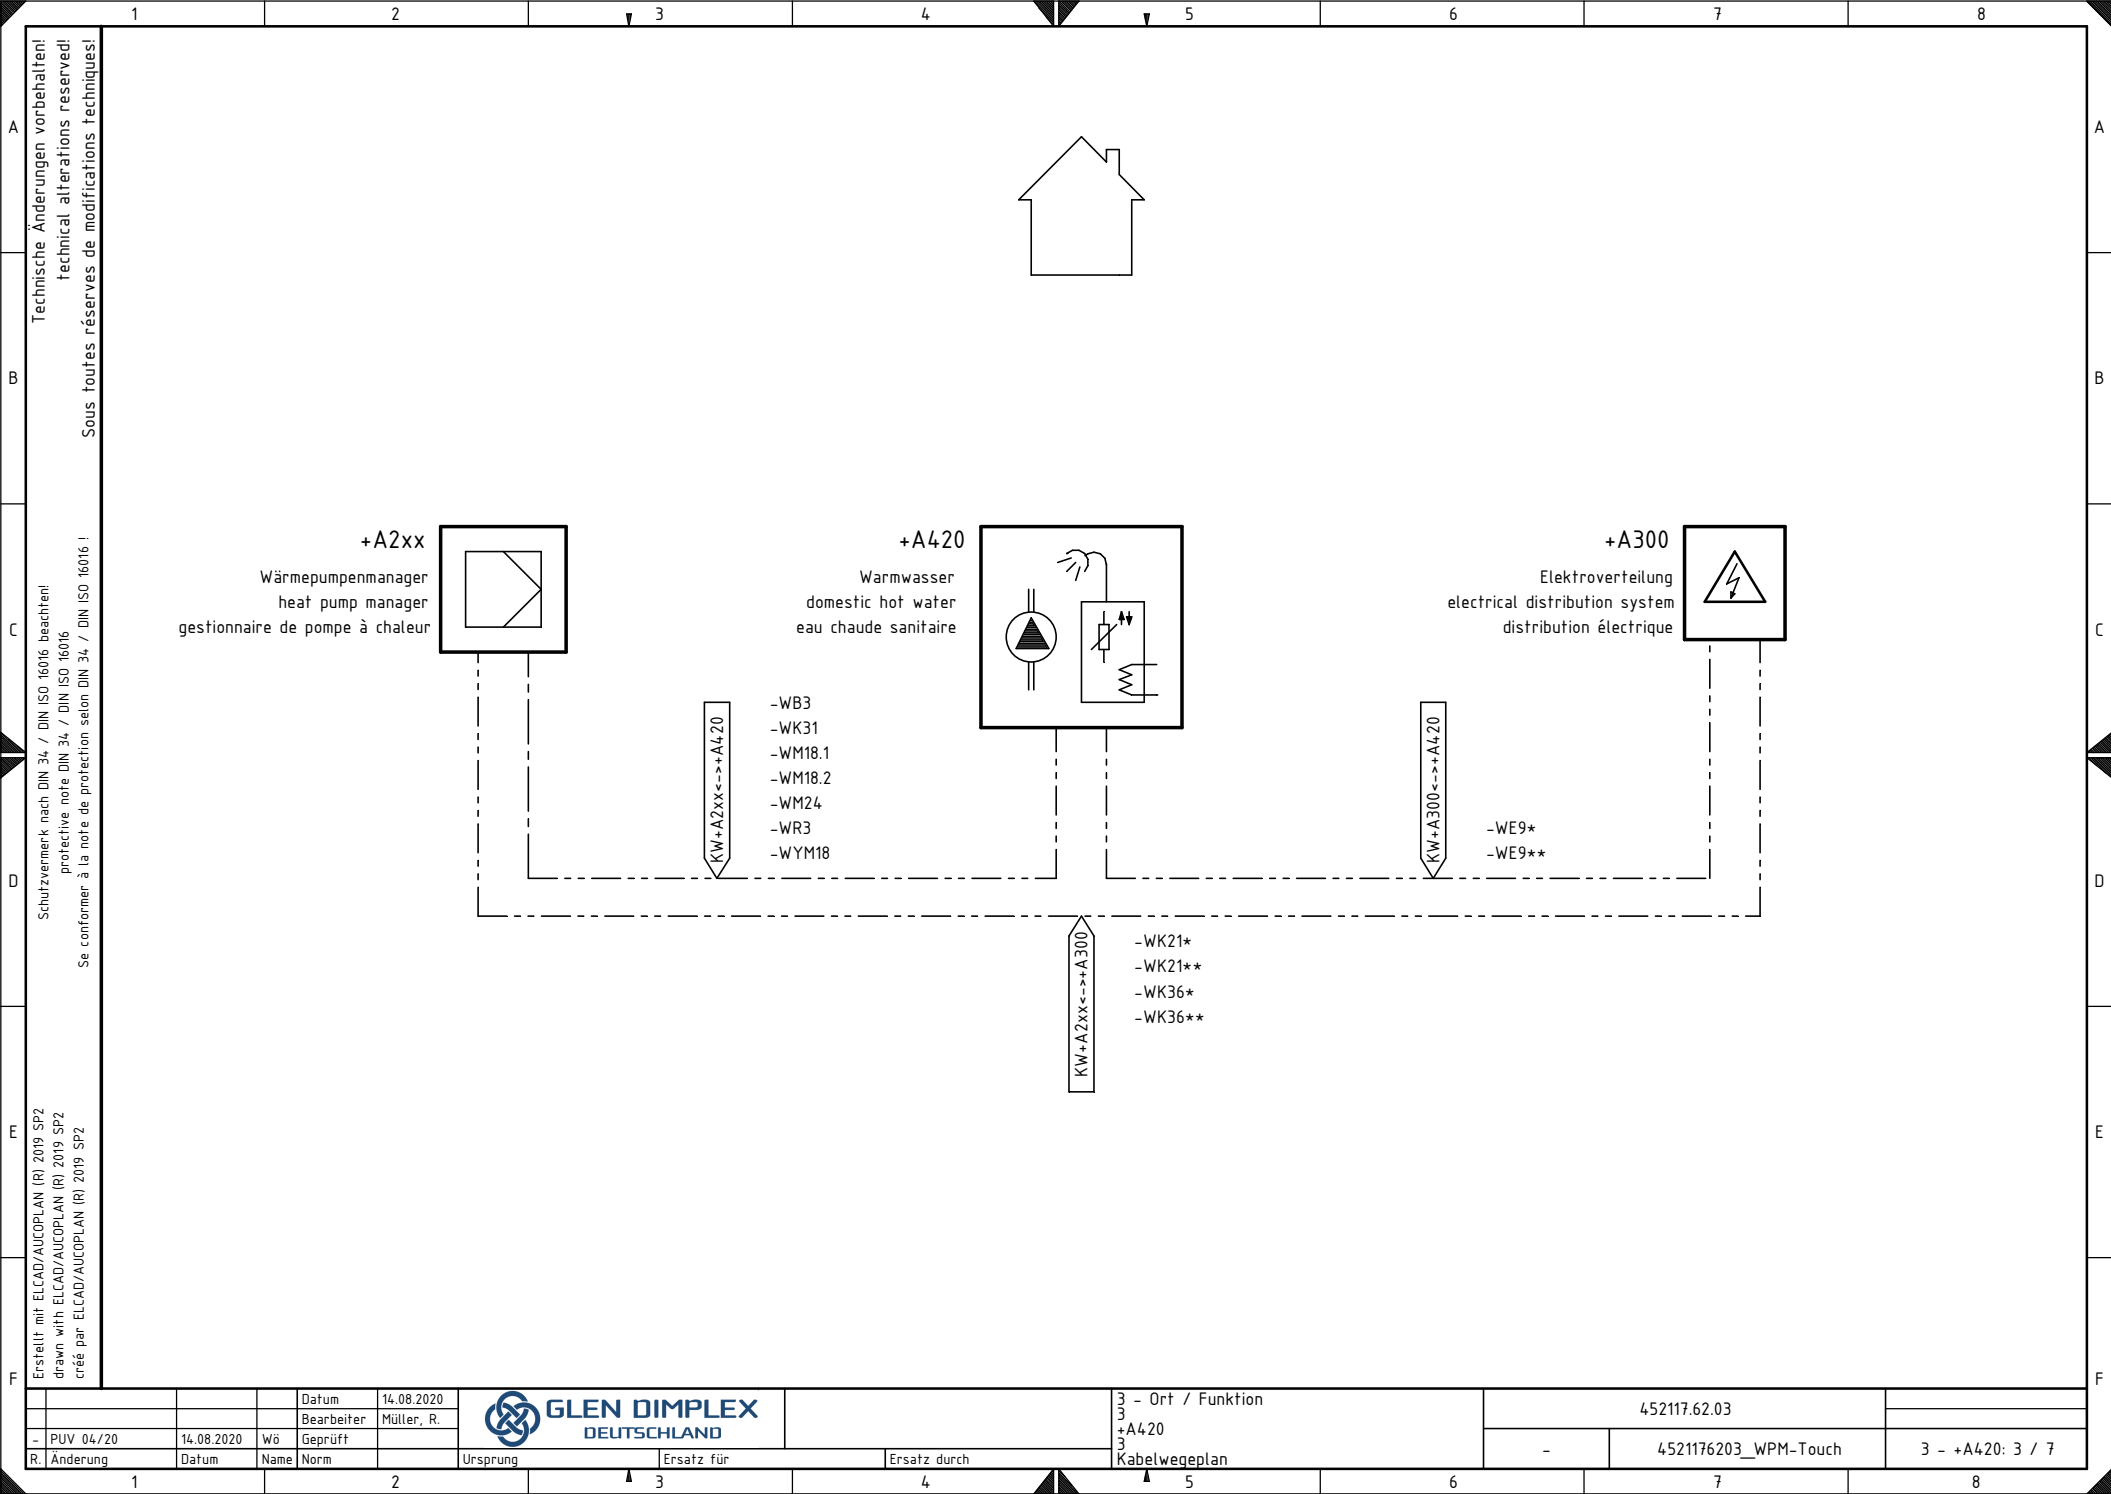 1 2 3 4 5 6 7 8
A A
B B
C C
D D
E E
F F
Technische Änderungen vorbehalten!
technical alterations reserved!
Sous toutes réserves de modifications techniques!
Schutzvermerk nach DIN 34 / DIN ISO 16016 beachten!
protective note DIN 34 / DIN ISO 16016
Se conformer à la note de protection selon DIN 34 / DIN ISO 16016 !
Erstellt mit ELCAD/AUCOPLAN (R) 2019 SP2
drawn with ELCAD/AUCOPLAN (R) 2019 SP2
créé par ELCAD/AUCOPLAN (R) 2019 SP2
+A2xx
Wärmepumpenmanager
heat pump manager
gestionnaire de pompe à chaleur
+A420
Warmwasser
domestic hot water
eau chaude sanitaire
+A300
Elektroverteilung
electrical distribution system
distribution électrique
KW+A2xx<->+A420
-WB3
-WK31
-WM18.1
-WM18.2
-WM24
-WR3
-WYM18
KW+A300<->+A420
-WE9*
-WE9**
KW+A2xx<->+A300
-WK21*
-WK21**
-WK36*
-WK36**
Datum 14.08.2020
Bearbeiter Müller, R.
- PUV 04/20 14.08.2020 Wö Geprüft
R. Änderung Datum Name Norm
GLEN DIMPLEX
DEUTSCHLAND
Ursprung Ersatz für Ersatz durch
3 - Ort / Funktion
3
+A420
3
Kabelwegeplan
452117.62.03
- 4521176203_WPM-Touch 3 - +A420: 3 / 7
1 2 3 4 5 6 7 8